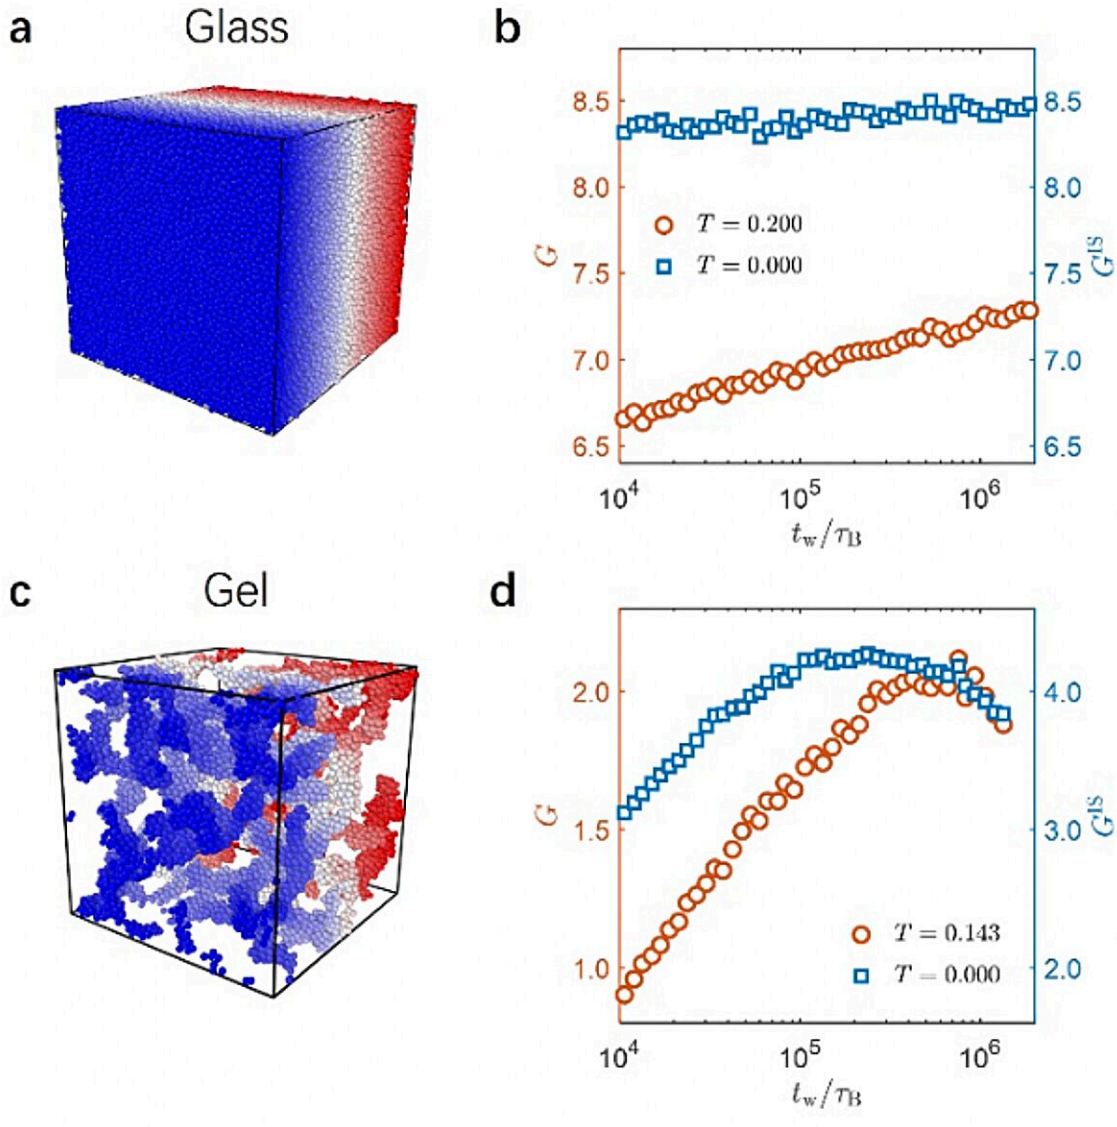 a Glass
b
8.5 8.5
8.0 8.0
T = 0.200
T = 0.000
G G^IS
7.5 7.5
7.0 7.0
6.5 6.5
10^4 10^5 10^6
t_w/τ_B
c Gel
d
2.0 4.0
G G^IS
1.5 3.0
T = 0.143
T = 0.000
1.0 2.0
10^4 10^5 10^6
t_w/τ_B